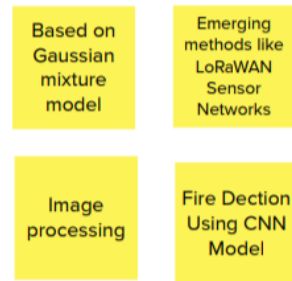 Based on
Gaussian
mixture
model
Emerging
methods like
LoRaWAN
Sensor
Networks
Image
processing
Fire Dection
Using CNN
Model